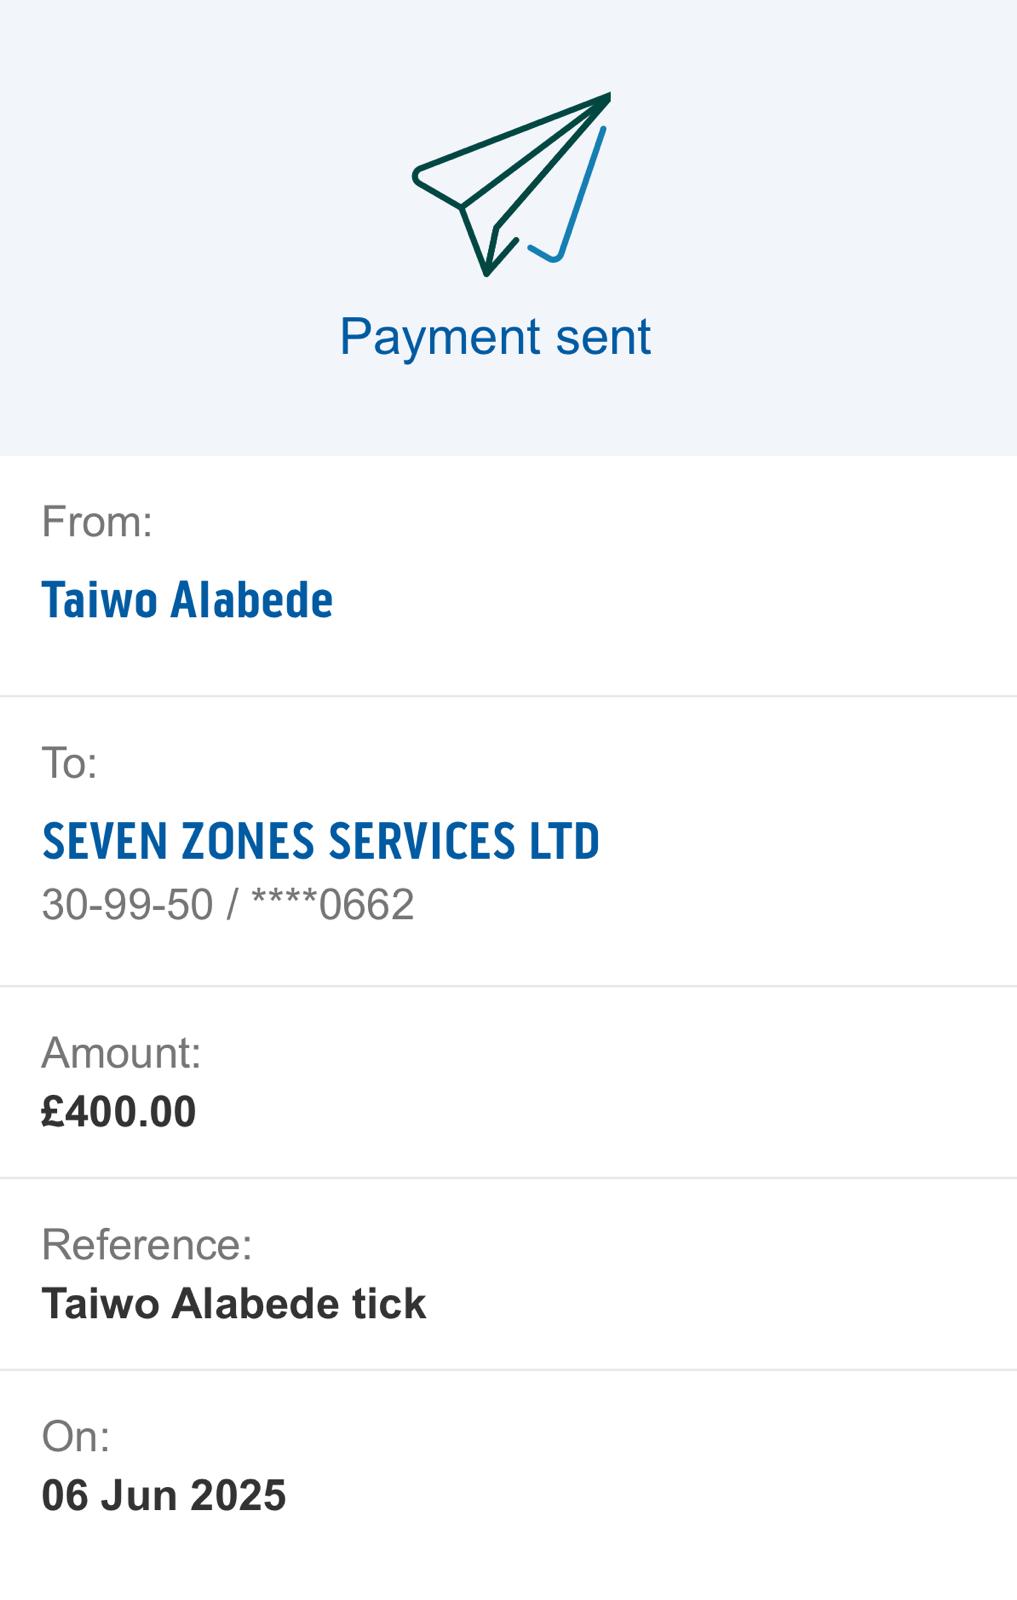 Payment sent
From:
Taiwo Alabede
To:
SEVEN ZONES SERVICES LTD
30-99-50 / ****0662
Amount:
£400.00
Reference:
Taiwo Alabede tick
On:
06 Jun 2025